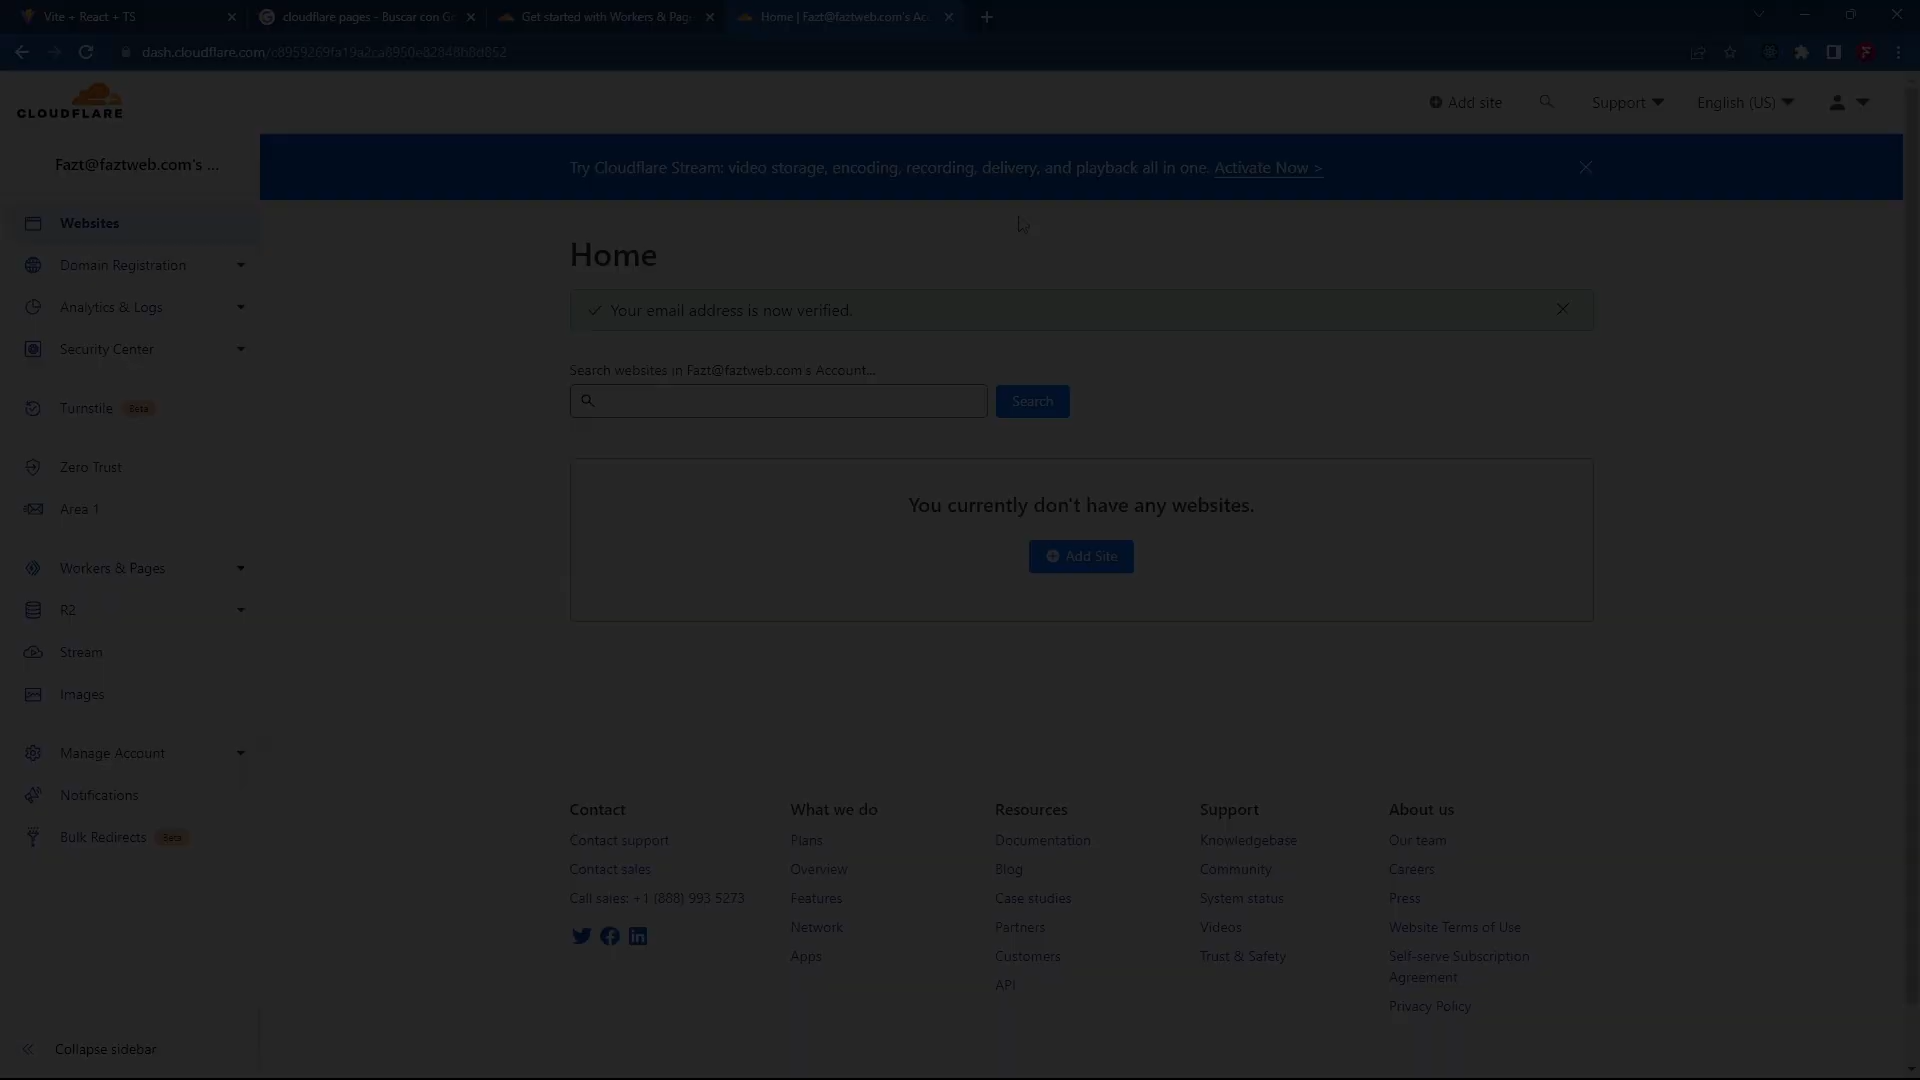 Vite + React + TS
cloudflare pages - Buscar con G
Get started with Workers & Pag
Home | Fazt@faztweb.com's Ac
dash.cloudflare.com/c8959269fa19a2ca8950e82848b8d852
CLOUDFLARE
Add site
Support
English (US)
Fazt@faztweb.com's ...
Try Cloudflare Stream: video storage, encoding, recording, delivery, and playback all in one. Activate Now >
Websites
Domain Registration
Analytics & Logs
Security Center
Turnstile Beta
Zero Trust
Area 1
Workers & Pages
R2
Stream
Images
Manage Account
Notifications
Bulk Redirects Beta
Collapse sidebar
Home
Your email address is now verified.
Search websites in Fazt@faztweb.com's Account...
Search
You currently don't have any websites.
Add Site
Contact
Contact support
Contact sales
Call sales: +1 (888) 993 5273
What we do
Plans
Overview
Features
Network
Apps
Resources
Documentation
Blog
Case studies
Partners
Customers
API
Support
Knowledgebase
Community
System status
Videos
Trust & Safety
About us
Our team
Careers
Press
Website Terms of Use
Self-serve Subscription
Agreement
Privacy Policy